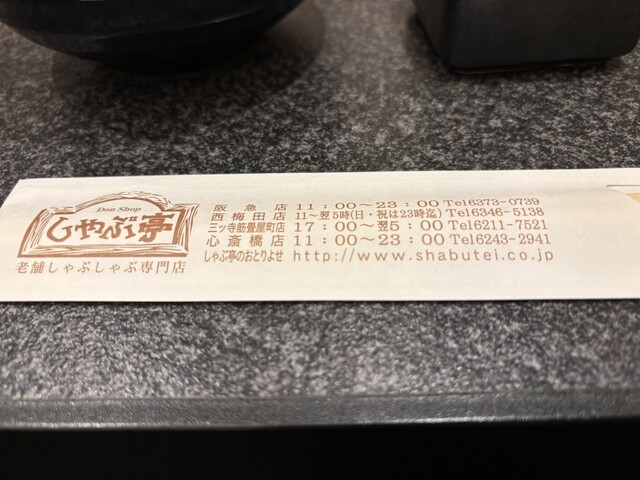 Don Shop
しゃぶ亭
老舗しゃぶしゃぶ専門店
阪急店 11:00～23:00 Tel6373-0739
西梅田店 11～翌5時(日・祝は23時迄) Tel6346-5138
三ッ寺筋畳屋町店 17:00～翌5:00 Tel6211-7521
心斎橋店 11:00～23:00 Tel6243-2941
しゃぶ亭のおとりよせ http://www.shabutei.co.jp